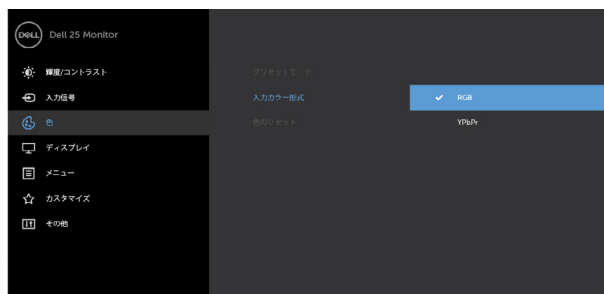 DELL
Dell 25 Monitor
輝度/コントラスト
入力信号
色
ディスプレイ
メニュー
カスタマイズ
その他
プリセットモード
入力カラー形式
色のリセット
RGB
YPbPr